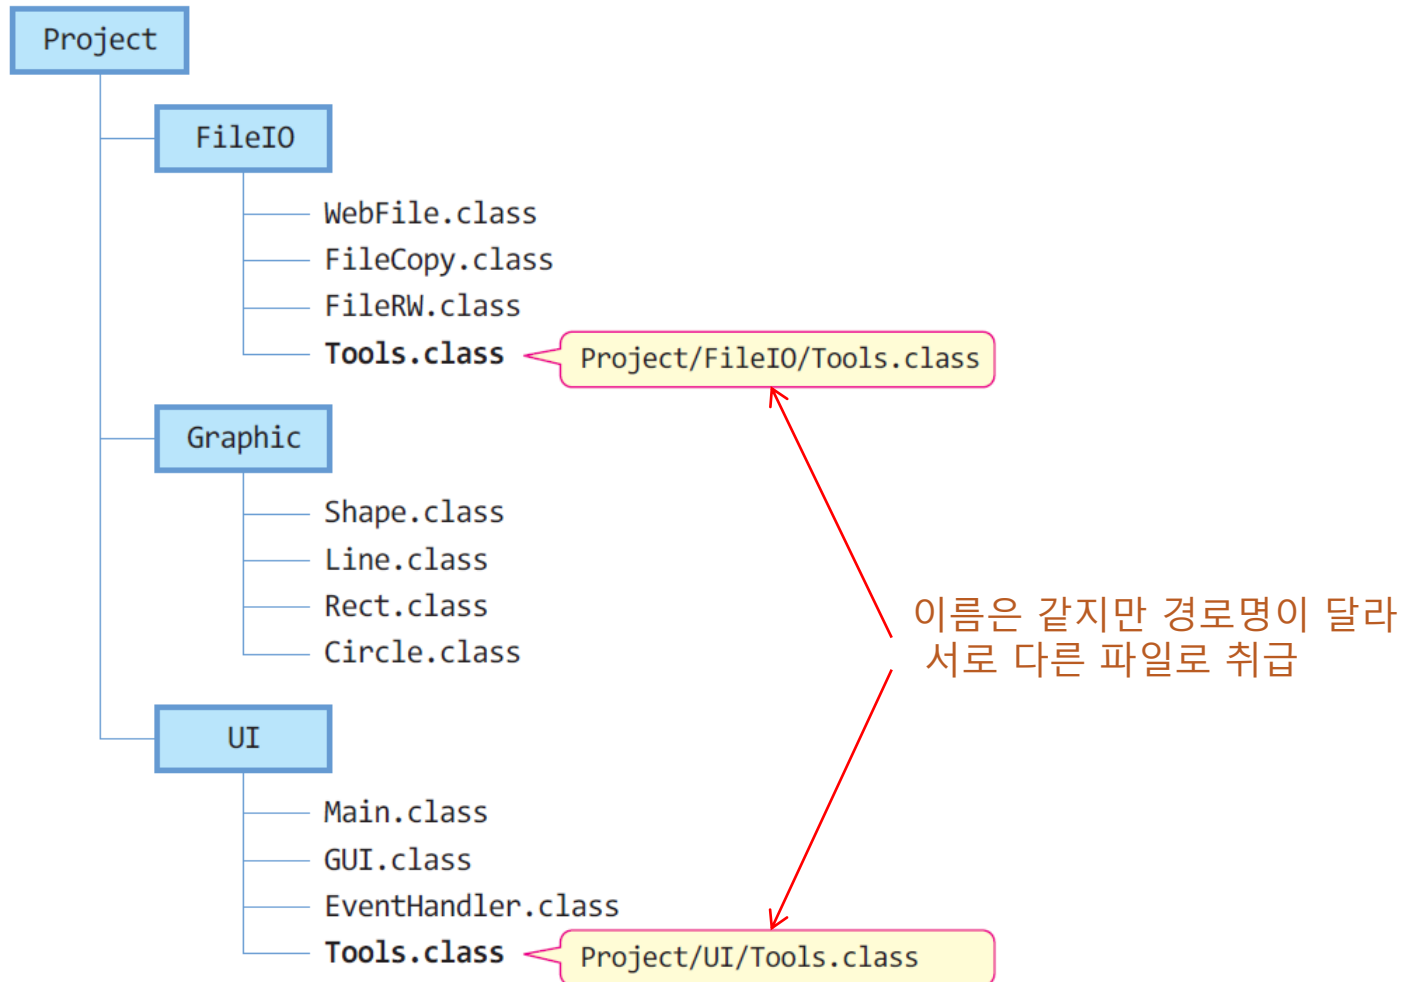 Project
FileIO
WebFile.class
FileCopy.class
FileRW.class
Tools.class
Project/FileIO/Tools.class
Graphic
Shape.class
Line.class
Rect.class
Circle.class
이름은 같지만 경로명이 달라
서로 다른 파일로 취급
UI
Main.class
GUI.class
EventHandler.class
Tools.class
Project/UI/Tools.class